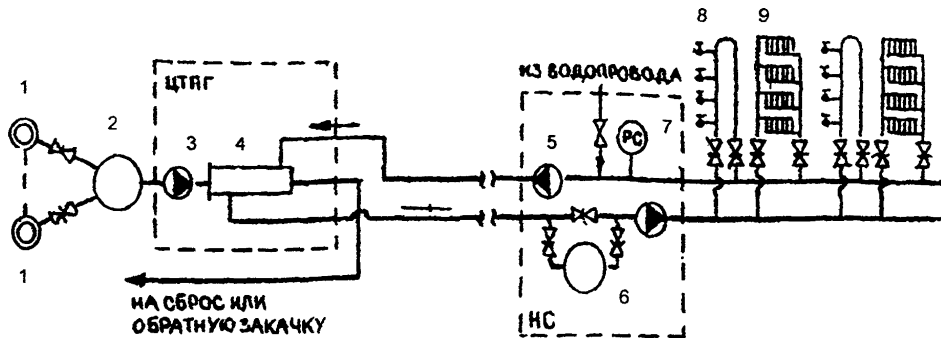 8 9
ИЗ ВОДОПРОВОДА
ЦТПГ
1 2 3 4 5 РС 7
1
6
НА СБРОС ИЛИ
ОБРАТНУЮ ЗАКАЧКУ
НС